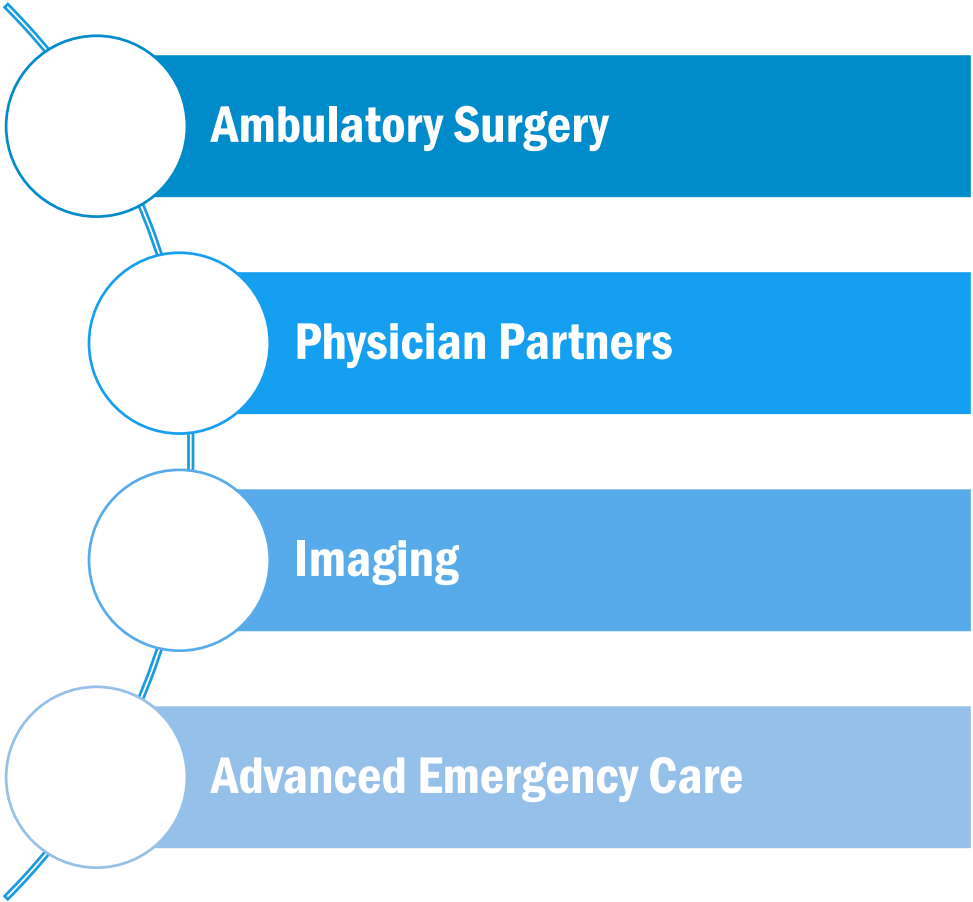 Ambulatory Surgery
Physician Partners
Imaging
Advanced Emergency Care